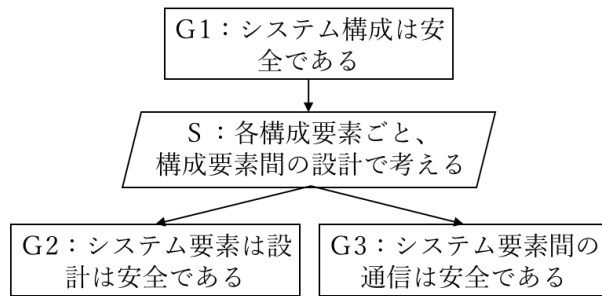 G1：システム構成は安
全である
S：各構成要素ごと、
構成要素間の設計で考える
G2：システム要素は設
計は安全である
G3：システム要素間の
通信は安全である